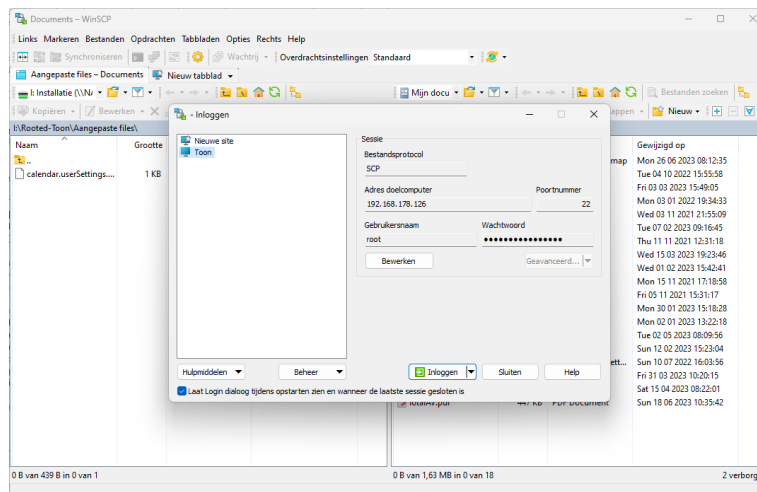 Documents – WinSCP
Links Markeren Bestanden Opdrachten Tabbladen Opties Rechts Help
Synchroniseren Wachtrij Overdrachtsinstellingen Standaard
Aangepaste files – Documents Nieuw tabblad
I: Installatie (\\NA Mijn docu Bestanden zoeken
Kopiëren Bewerken appen Nieuw
I:\Rooted-Toon\Aangepaste files\
Naam Grootte Gewijzigd op
.. map Mon 26 06 2023 08:12:35
calendar.userSettings.... 1 KB Tue 04 10 2022 15:55:58
Fri 03 03 2023 15:49:05
Mon 03 01 2022 19:34:33
Wed 03 11 2021 21:55:09
Tue 07 02 2023 09:16:45
Thu 11 11 2021 12:31:18
Wed 15 03 2023 19:23:46
Wed 01 02 2023 15:42:41
Mon 15 11 2021 17:18:58
Fri 05 11 2021 15:31:17
Mon 30 01 2023 15:18:28
Mon 02 01 2023 13:22:18
Tue 02 05 2023 08:09:56
Sun 12 02 2023 15:23:04
ett... Sun 10 07 2022 16:03:56
Fri 31 03 2023 10:20:15
Sat 15 04 2023 08:22:01
TotalAV.pdf 447 KB PDF Document Sun 18 06 2023 10:35:42
- Inloggen
Nieuwe site
Toon
Sessie
Bestandsprotocol
SCP
Adres doelcomputer Poortnummer
192.168.178.126 22
Gebruikersnaam Wachtwoord
root ••••••••••••••••
Bewerken Geavanceerd...
Hulpmiddelen Beheer Inloggen Sluiten Help
Laat Login dialoog tijdens opstarten zien en wanneer de laatste sessie gesloten is
0 B van 439 B in 0 van 1 0 B van 1,63 MB in 0 van 18 2 verborg